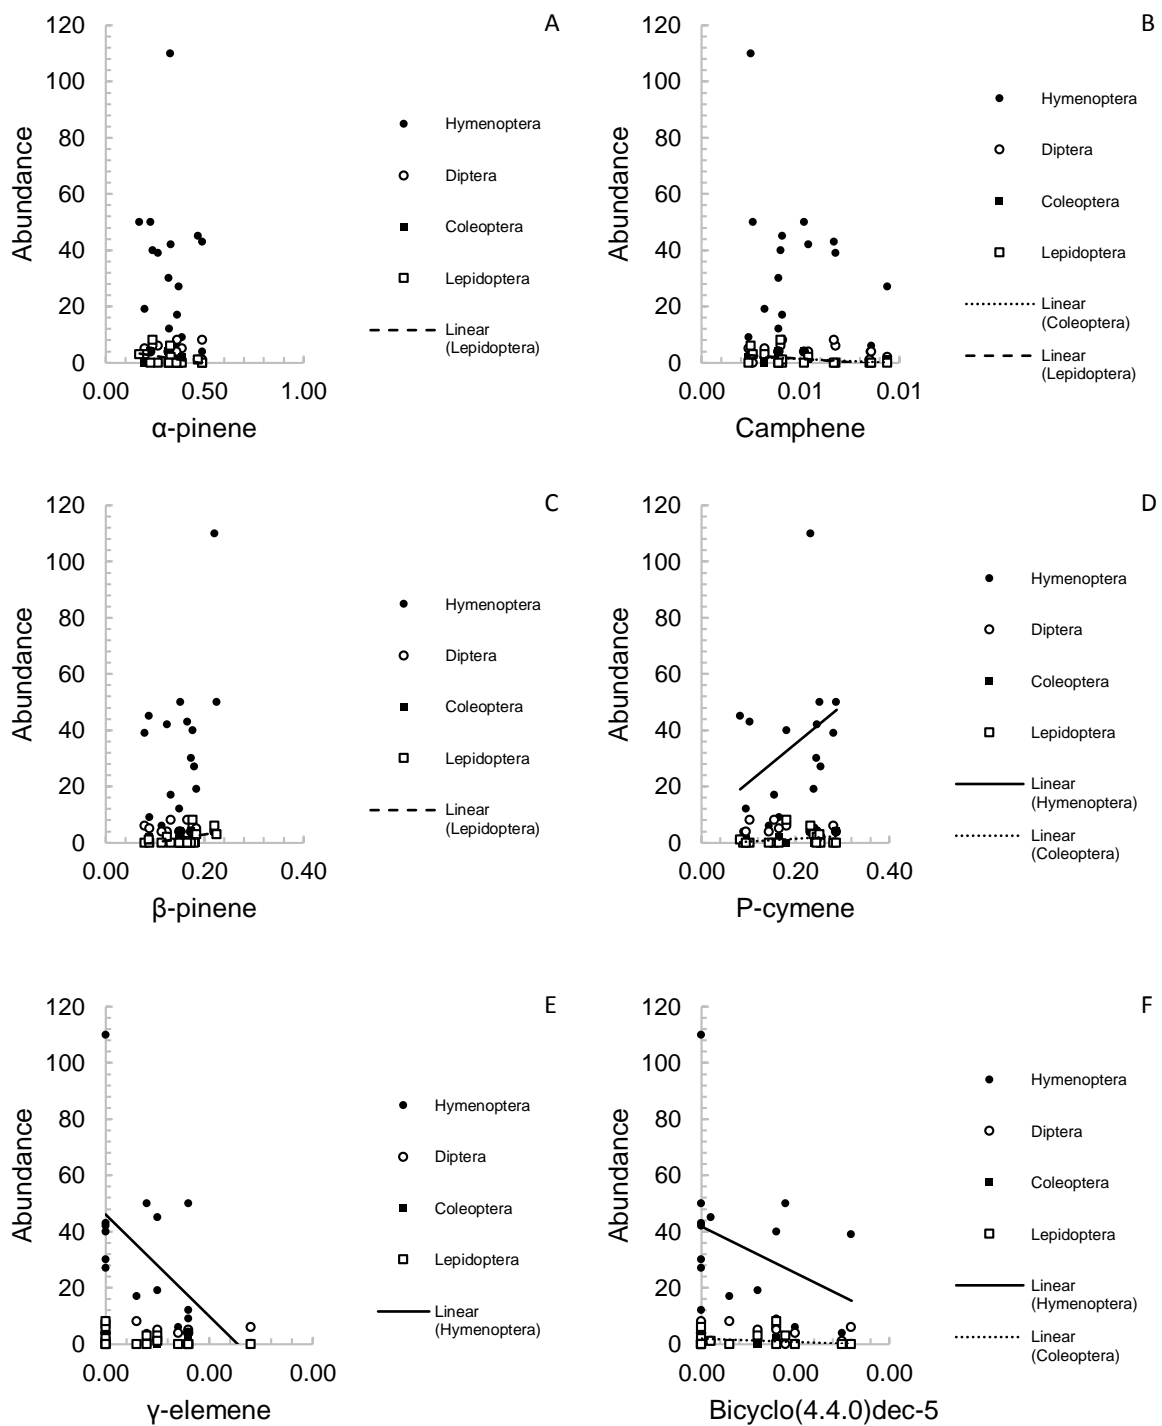 A
Abundance
120
100
80
60
40
20
0
0.00 0.50 1.00
α-pinene
Hymenoptera
Diptera
Coleoptera
Lepidoptera
Linear
(Lepidoptera)
B
Abundance
120
100
80
60
40
20
0
0.00 0.01 0.01
Camphene
Hymenoptera
Diptera
Coleoptera
Lepidoptera
Linear
(Coleoptera)
Linear
(Lepidoptera)
C
Abundance
120
100
80
60
40
20
0
0.00 0.20 0.40
β-pinene
Hymenoptera
Diptera
Coleoptera
Lepidoptera
Linear
(Lepidoptera)
D
Abundance
120
100
80
60
40
20
0
0.00 0.20 0.40
P-cymene
Hymenoptera
Diptera
Coleoptera
Lepidoptera
Linear
(Hymenoptera)
Linear
(Coleoptera)
E
Abundance
120
100
80
60
40
20
0
0.00 0.00 0.00
γ-elemene
Hymenoptera
Diptera
Coleoptera
Lepidoptera
Linear
(Hymenoptera)
F
Abundance
120
100
80
60
40
20
0
0.00 0.00 0.00
Bicyclo(4.4.0)dec-5
Hymenoptera
Diptera
Coleoptera
Lepidoptera
Linear
(Hymenoptera)
Linear
(Coleoptera)